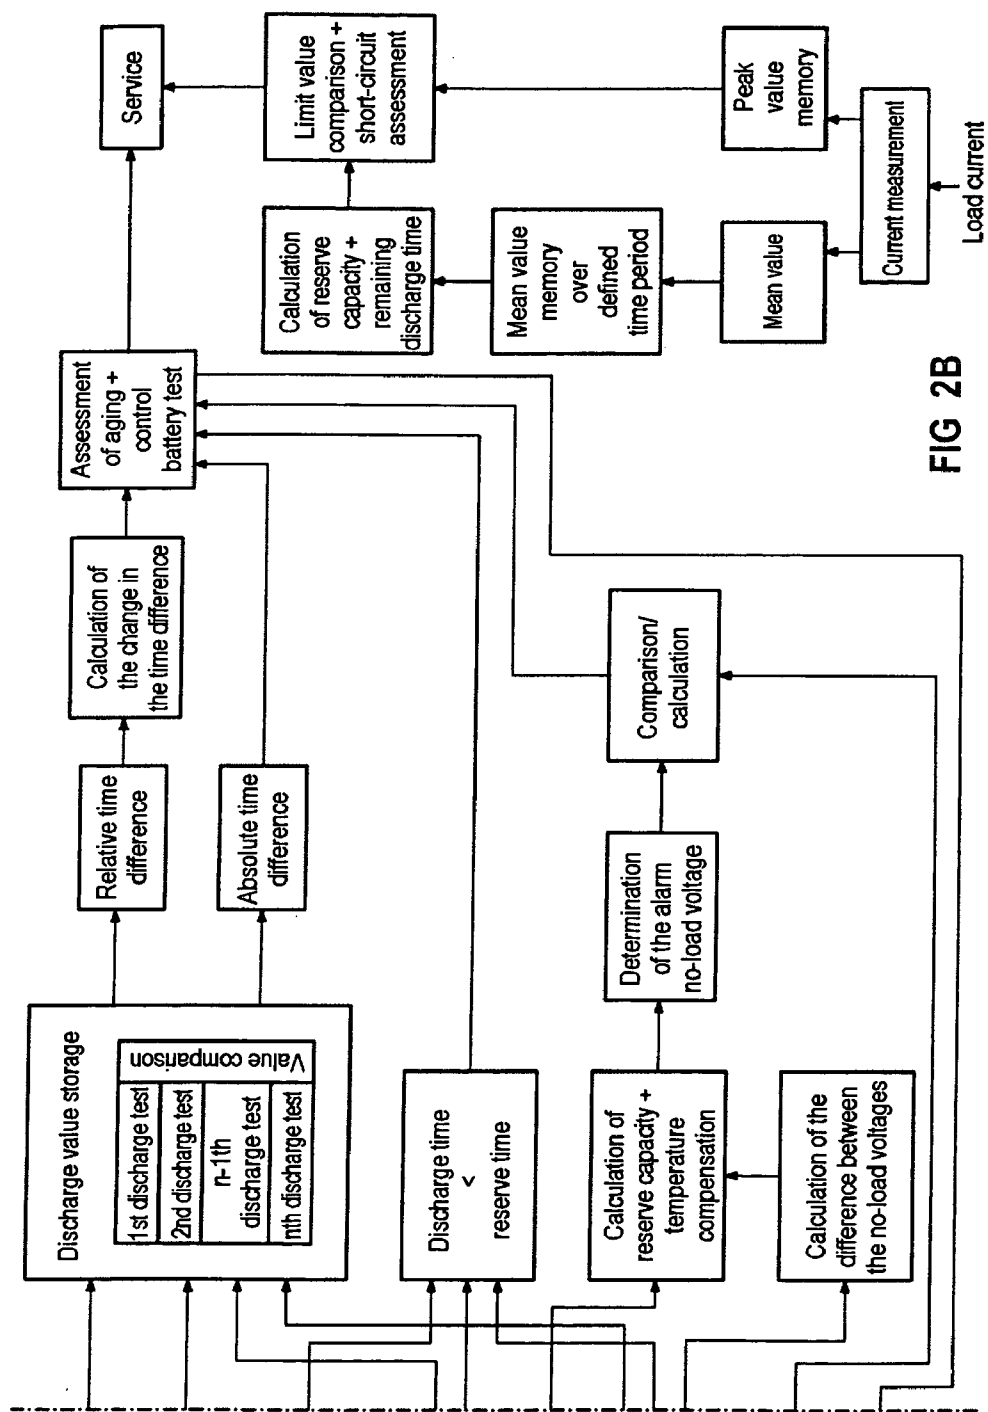 Discharge value storage
1st discharge test
2nd discharge test
n-1th
discharge test
nth discharge test
Value comparison
Relative time
difference
Absolute time
difference
Calculation of
the change in
the time difference
Assessment
of aging +
control
battery test
Service
Discharge time
<
reserve time
Calculation of
reserve capacity +
temperature
compensation
Determination
of the alarm
no-load voltage
Comparison/
calculation
Calculation of the
difference between
the no-load voltages
Calculation
of reserve
capacity +
remaining
discharge time
Limit value
comparison +
short-circuit
assessment
Mean value
memory
over
defined
time period
Mean value
Peak
value
memory
Current measurement
Load current
FIG 2B